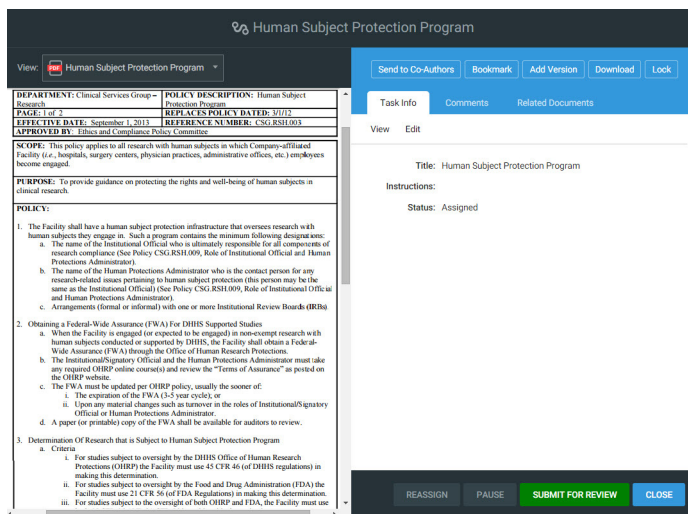 Human Subject Protection Program
View: PDF Human Subject Protection Program
Send to Co-Authors Bookmark Add Version Download Lock
Task Info Comments Related Documents
View Edit
Title: Human Subject Protection Program
Instructions:
Status: Assigned
DEPARTMENT: Clinical Services Group – POLICY DESCRIPTION: Human Subject
Research Protection Program
PAGE: 1 of 2 REPLACES POLICY DATED: 3/1/12
EFFECTIVE DATE: September 1, 2013 REFERENCE NUMBER: CSG.RSH.003
APPROVED BY: Ethics and Compliance Policy Committee
SCOPE: This policy applies to all research with human subjects in which Company-affiliated
Facility (i.e., hospitals, surgery centers, physician practices, administrative offices, etc.) employees
become engaged.
PURPOSE: To provide guidance on protecting the rights and well-being of human subjects in
clinical research.
POLICY:
1. The Facility shall have a human subject protection infrastructure that oversees research with
human subjects they engage in. Such a program contains the minimum following designations:
a. The name of the Institutional Official who is ultimately responsible for all components of
research compliance (See Policy CSG.RSH.009, Role of Institutional Official and Human
Protections Administrator).
b. The name of the Human Protections Administrator who is the contact person for any
research-related issues pertaining to human subject protection (this person may be the
same as the Institutional Official) (See Policy CSG.RSH.009, Role of Institutional Official
and Human Protections Administrator).
c. Arrangements (formal or informal) with one or more Institutional Review Boards (IRBs)
2. Obtaining a Federal-Wide Assurance (FWA) For DHHS Supported Studies
a. When the Facility is engaged (or expected to be engaged) in non-exempt research with
human subjects conducted or supported by DHHS, the Facility shall obtain a Federal-
Wide Assurance (FWA) through the Office of Human Research Protections.
b. The Institutional/Signatory Official and the Human Protections Administrator must take
any required OHRP online course(s) and review the “Terms of Assurance” as posted on
the OHRP website.
c. The FWA must be updated per OHRP policy, usually the sooner of:
i. The expiration of the FWA (3-5 year cycle); or
ii. Upon any material changes such as turnover in the roles of Institutional/Signatory
Official or Human Protections Administrator.
d. A paper (or printable) copy of the FWA shall be available for auditors to review.
3. Determination Of Research that is Subject to Human Subject Protection Program
a. Criteria
i. For studies subject to oversight by the DHHS Office of Human Research
Protections (OHRP) the Facility must use 45 CFR 46 (of DHHS regulations) in
making this determination.
ii. For studies subject to oversight by the Food and Drug Administration (FDA) the
Facility must use 21 CFR 56 (of FDA Regulations) in making this determination.
iii. For studies subject to the oversight of both OHRP and FDA, the Facility must use
REASSIGN PAUSE SUBMIT FOR REVIEW CLOSE